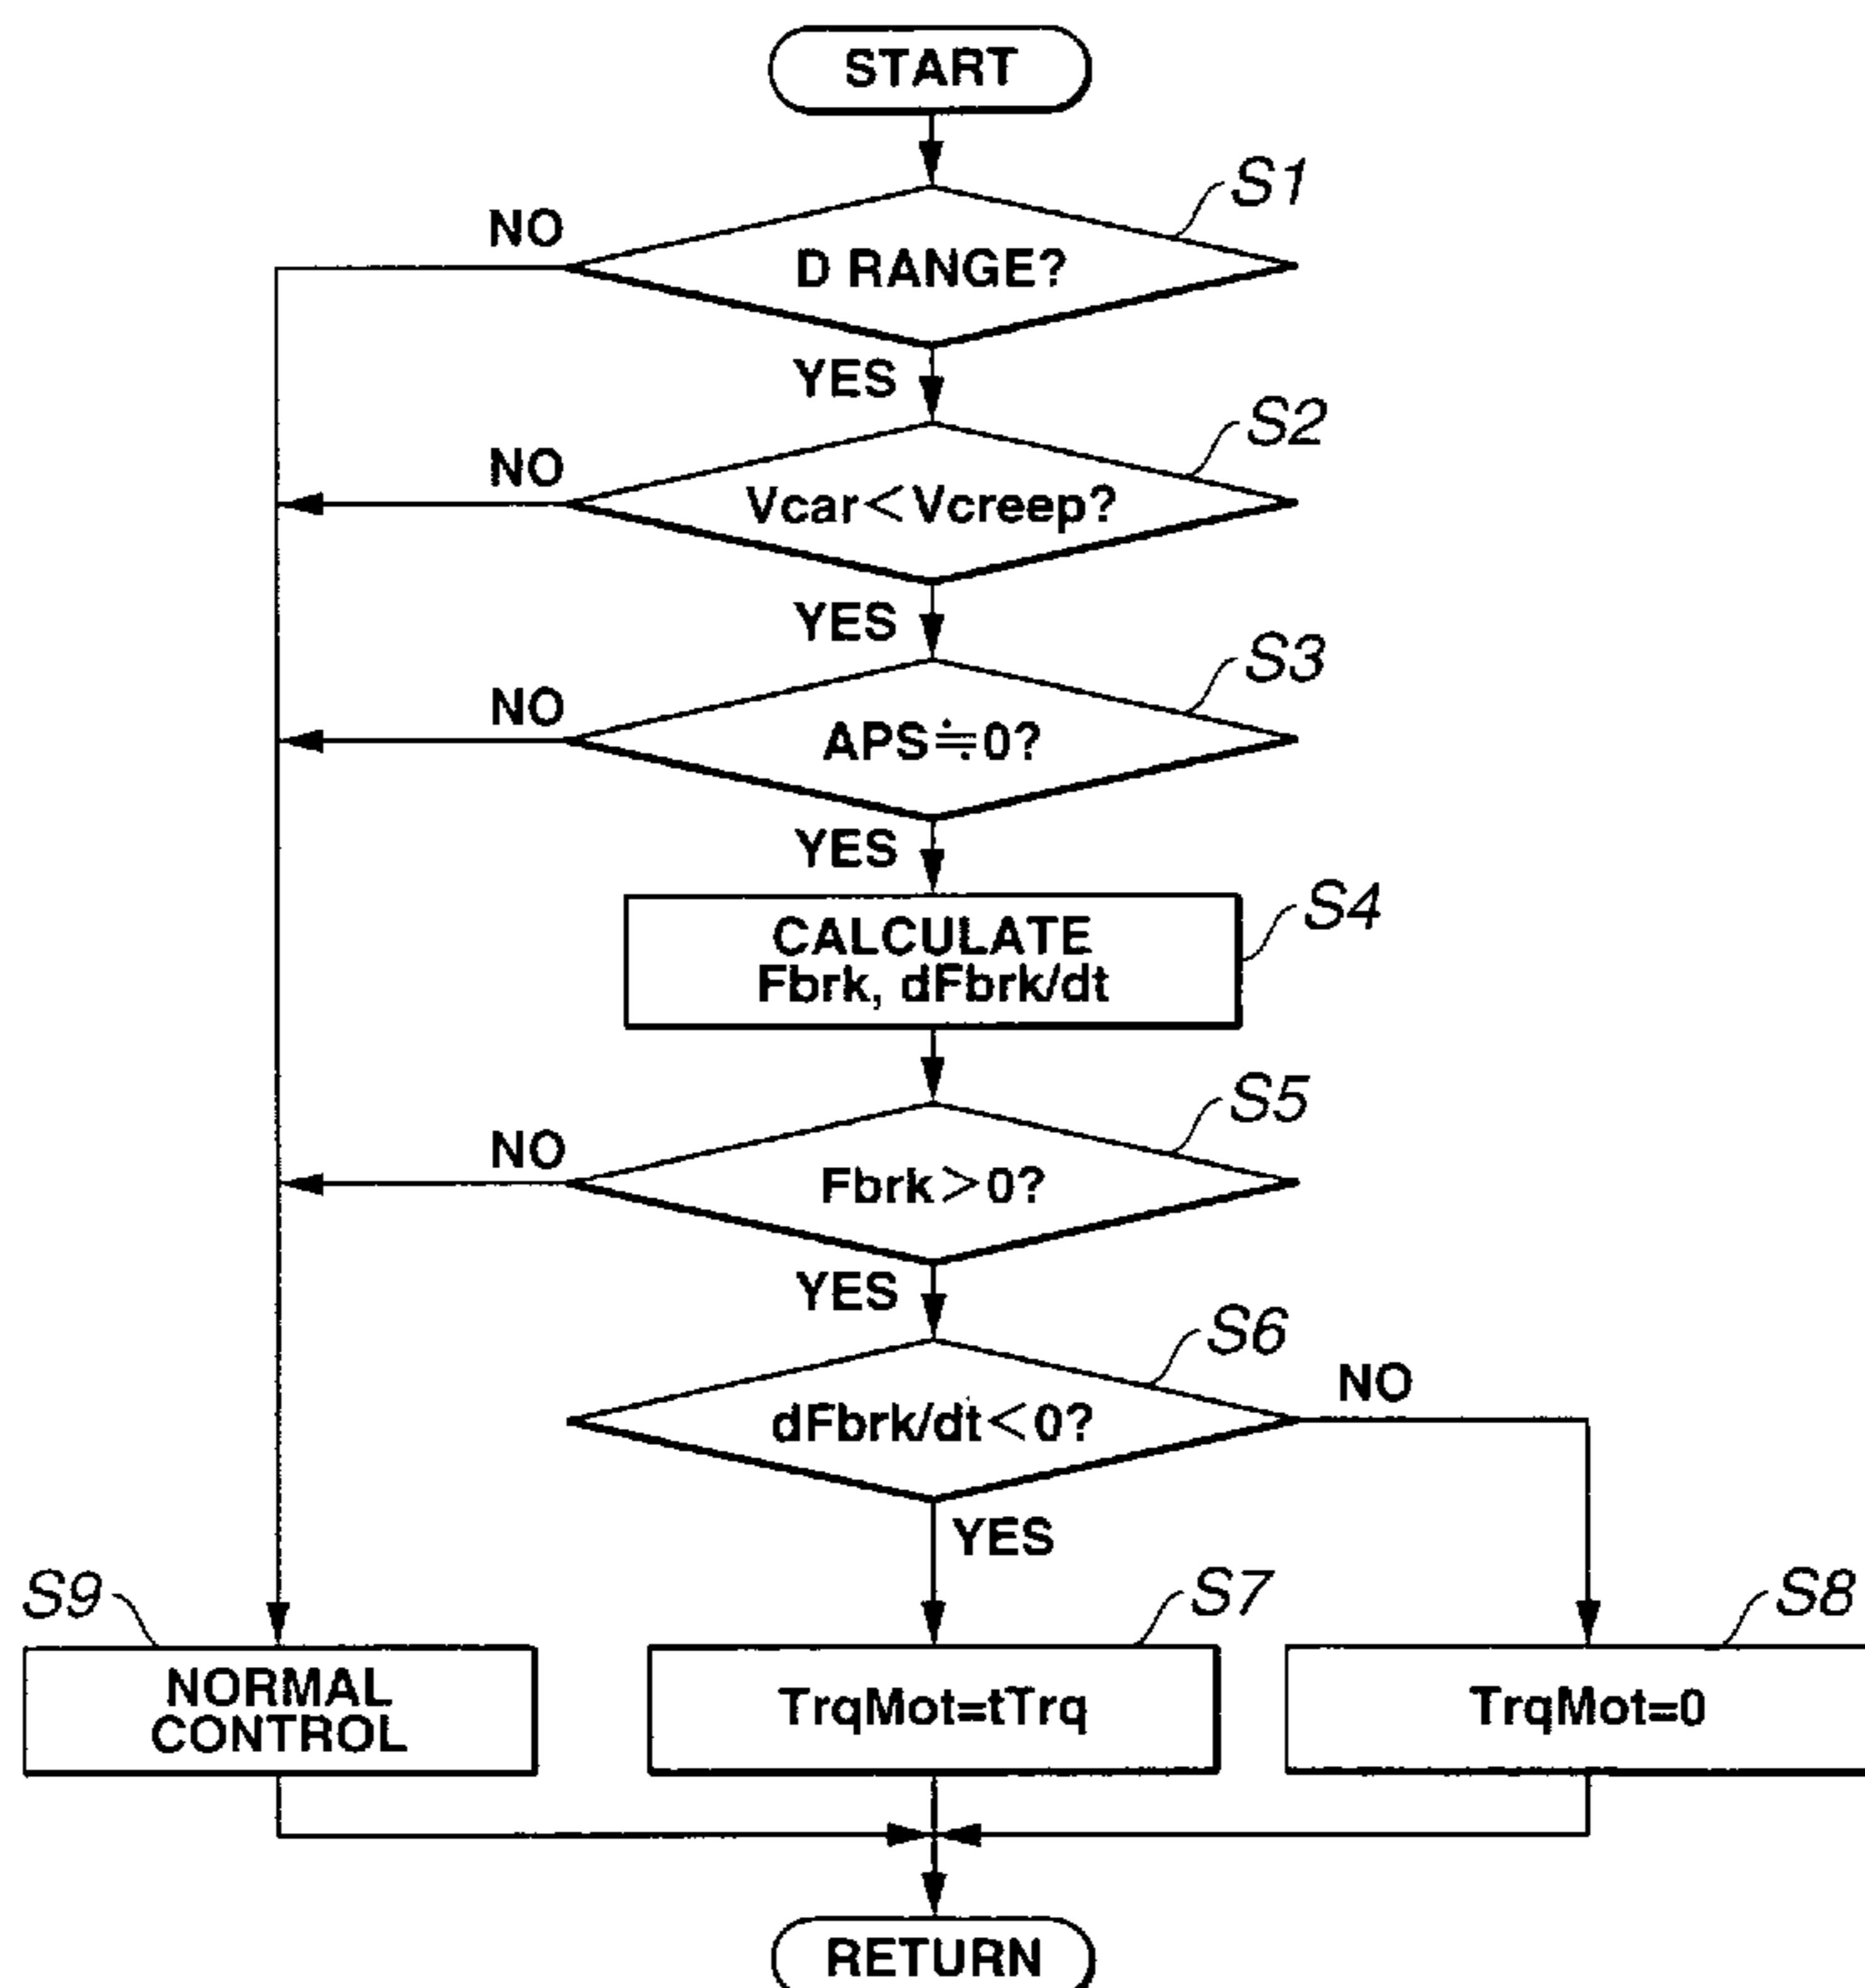 START
S1
NO
D RANGE?
YES
S2
NO
Vcar<Vcreep?
YES
S3
NO
APS≒0?
YES
S4
CALCULATE
Fbrk, dFbrk/dt
S5
NO
Fbrk>0?
YES
S6
NO
dFbrk/dt<0?
YES
S9
S7
S8
NORMAL
CONTROL
TrqMot=tTrq
TrqMot=0
RETURN